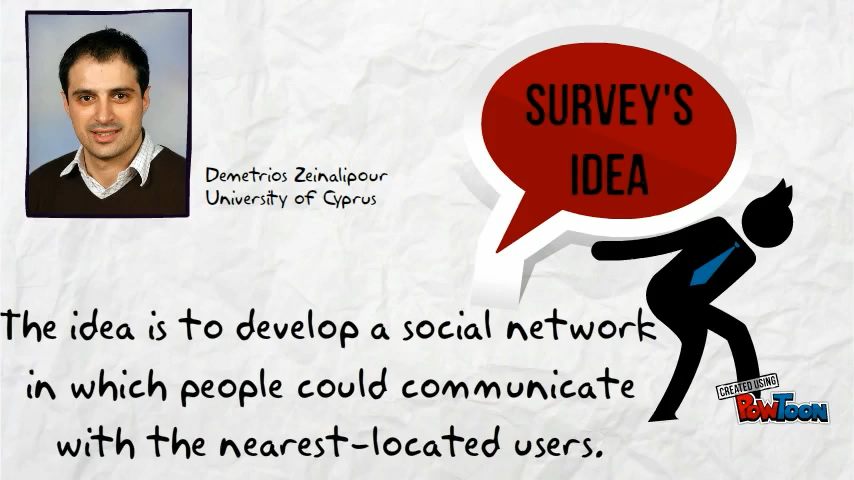 Demetrios Zeinalipour
University of Cyprus
SURVEY'S
IDEA
The idea is to develop a social network
in which people could communicate
with the nearest-located users.
CREATED USING
POWTOON